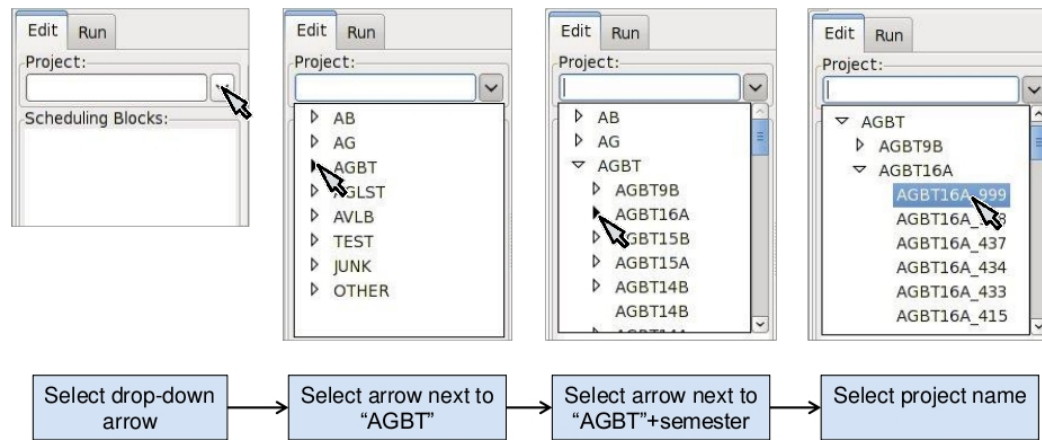 Edit Run
Project:
Scheduling Blocks:
Edit Run
Project:
AB
AG
AGBT
AGLST
AVLB
TEST
JUNK
OTHER
Edit Run
Project:
AB
AG
AGBT
AGBT9B
AGBT16A
AGBT15B
AGBT15A
AGBT14B
AGBT14B
Edit Run
Project:
AGBT
AGBT9B
AGBT16A
AGBT16A_999
AGBT16A_437
AGBT16A_434
AGBT16A_433
AGBT16A_415
Select drop-down
arrow
Select arrow next to
“AGBT”
Select arrow next to
“AGBT”+semester
Select project name